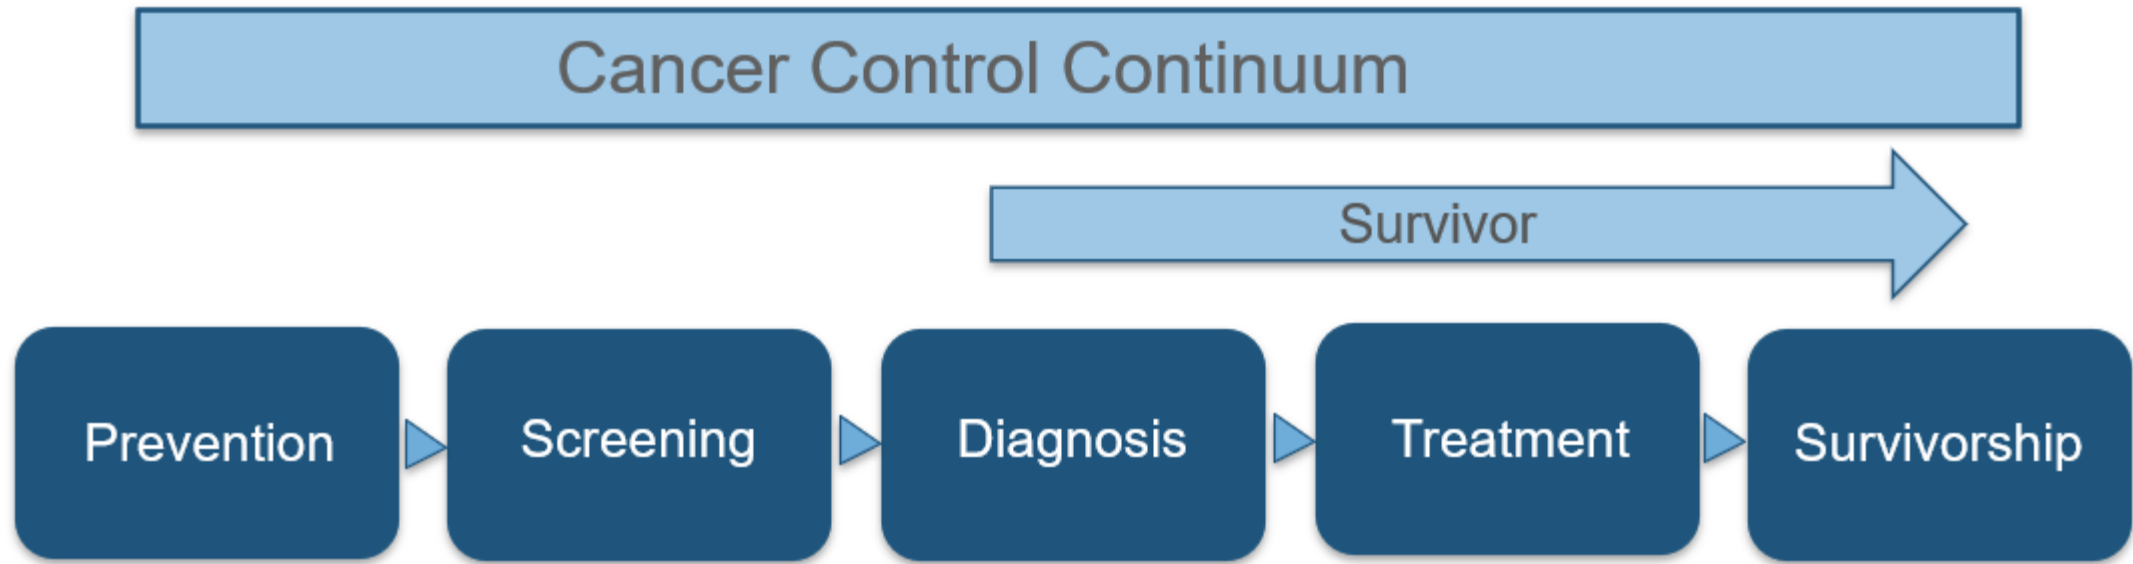 Cancer Control Continuum
Survivor
Prevention
Screening
Diagnosis
Treatment
Survivorship